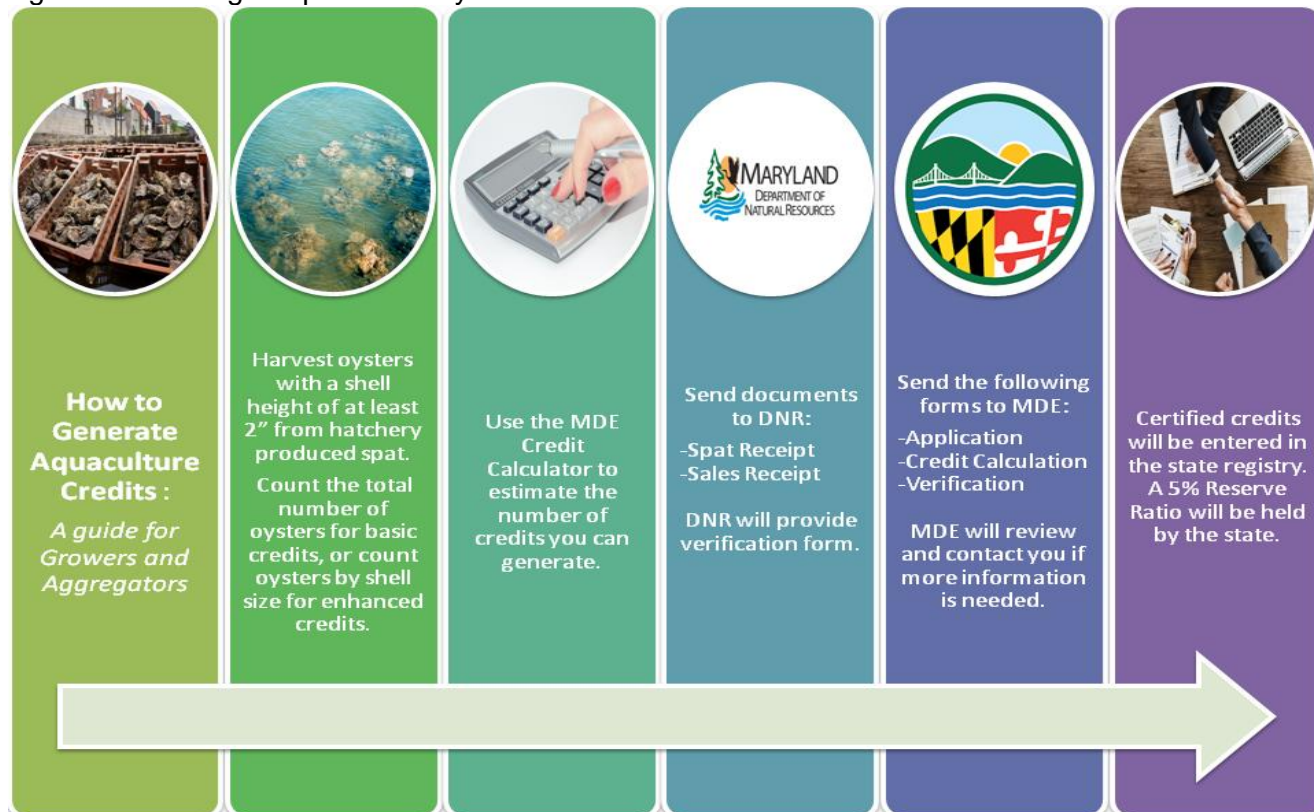 How to
Generate
Aquaculture
Credits :
A guide for
Growers and
Aggregators
Harvest oysters
with a shell
height of at least
2” from hatchery
produced spat.
Count the total
number of
oysters for basic
credits, or count
oysters by shell
size for enhanced
credits.
Use the MDE
Credit
Calculator to
estimate the
number of
credits you can
generate.
MARYLAND
DEPARTMENT OF
NATURAL RESOURCES
Send documents
to DNR:
-Spat Receipt
-Sales Receipt
DNR will provide
verification form.
Send the following
forms to MDE:
-Application
-Credit Calculation
-Verification
MDE will review
and contact you if
more information
is needed.
Certified credits
will be entered in
the state registry.
A 5% Reserve
Ratio will be held
by the state.